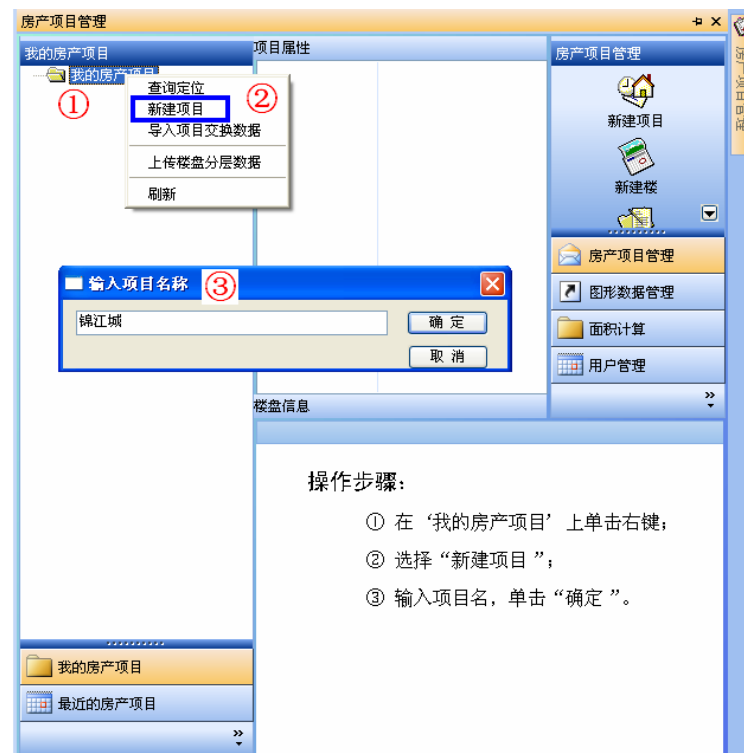 房产项目管理
我的房产项目
我的房产项目
①
查询定位
新建项目
②
导入项目交换数据
上传楼盘分层数据
刷新
项目属性
房产项目管理
新建项目
新建楼
房产项目管理
图形数据管理
面积计算
用户管理
房产项目管理
输入项目名称
③
锦江城
确 定
取 消
楼盘信息
操作步骤:
① 在‘我的房产项目’上单击右键;
② 选择“新建项目”;
③ 输入项目名, 单击“确定”。
我的房产项目
最近的房产项目